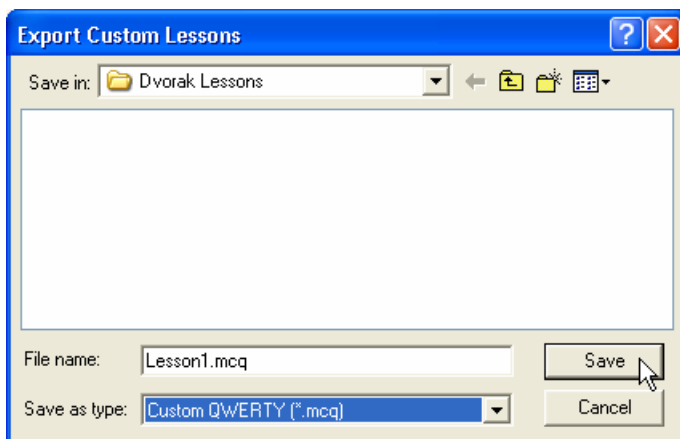 Export Custom Lessons
Save in: Dvorak Lessons
File name: Lesson1.mcq Save
Save as type: Custom QWERTY (*.mcq) Cancel